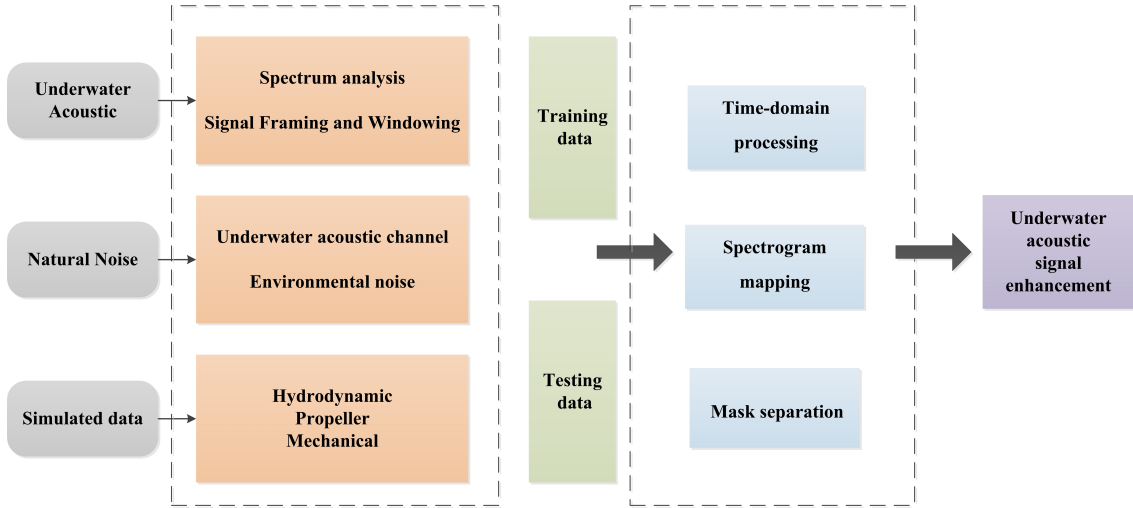 Underwater
Acoustic
Spectrum analysis
Signal Framing and Windowing
Natural Noise
Underwater acoustic channel
Environmental noise
Simulated data
Hydrodynamic
Propeller
Mechanical
Training
data
Testing
data
Time-domain
processing
Spectrogram
mapping
Mask separation
Underwater
acoustic
signal
enhancement